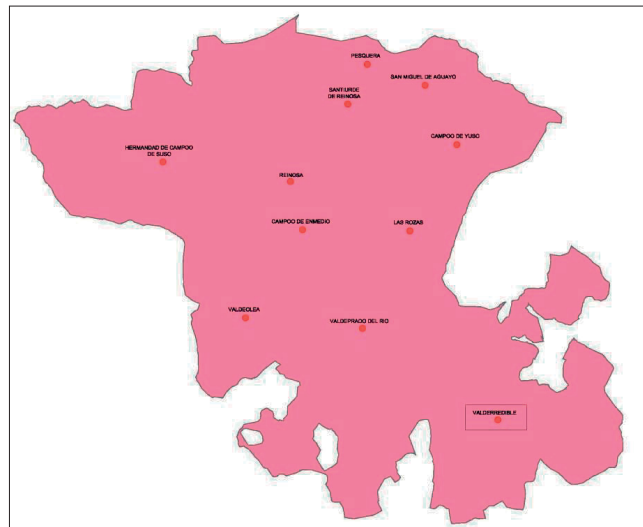 PESQUERA
SAN MIGUEL DE AGUAYO
SANTIURDE
DE REINOSA
CAMPOO DE YUSO
HERMANDAD DE CAMPOO
DE SUSO
REINOSA
CAMPOO DE ENMEDIO
LAS ROZAS
VALDEOLEA
VALDEPRADO DEL RIO
VALDERREDIBLE